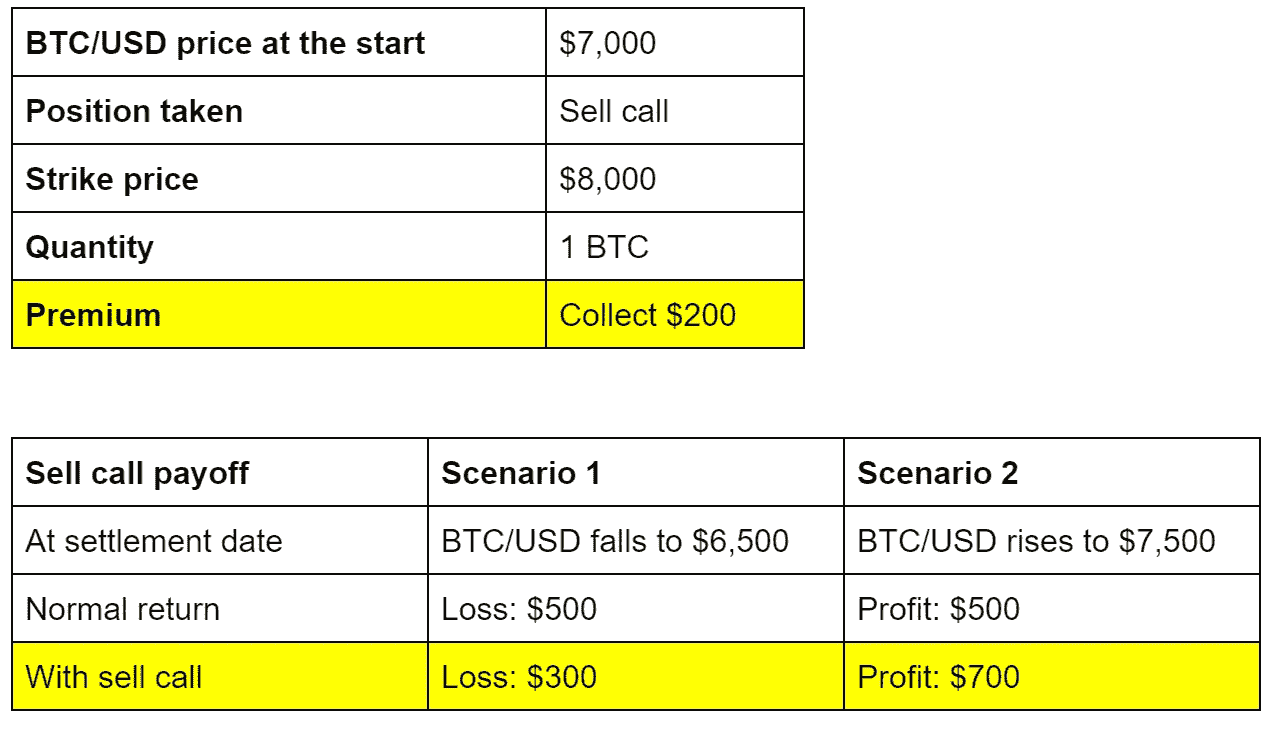 BTC/USD price at the start $7,000
Position taken Sell call
Strike price $8,000
Quantity 1 BTC
Premium Collect $200
Sell call payoff Scenario 1 Scenario 2
At settlement date BTC/USD falls to $6,500 BTC/USD rises to $7,500
Normal return Loss: $500 Profit: $500
With sell call Loss: $300 Profit: $700